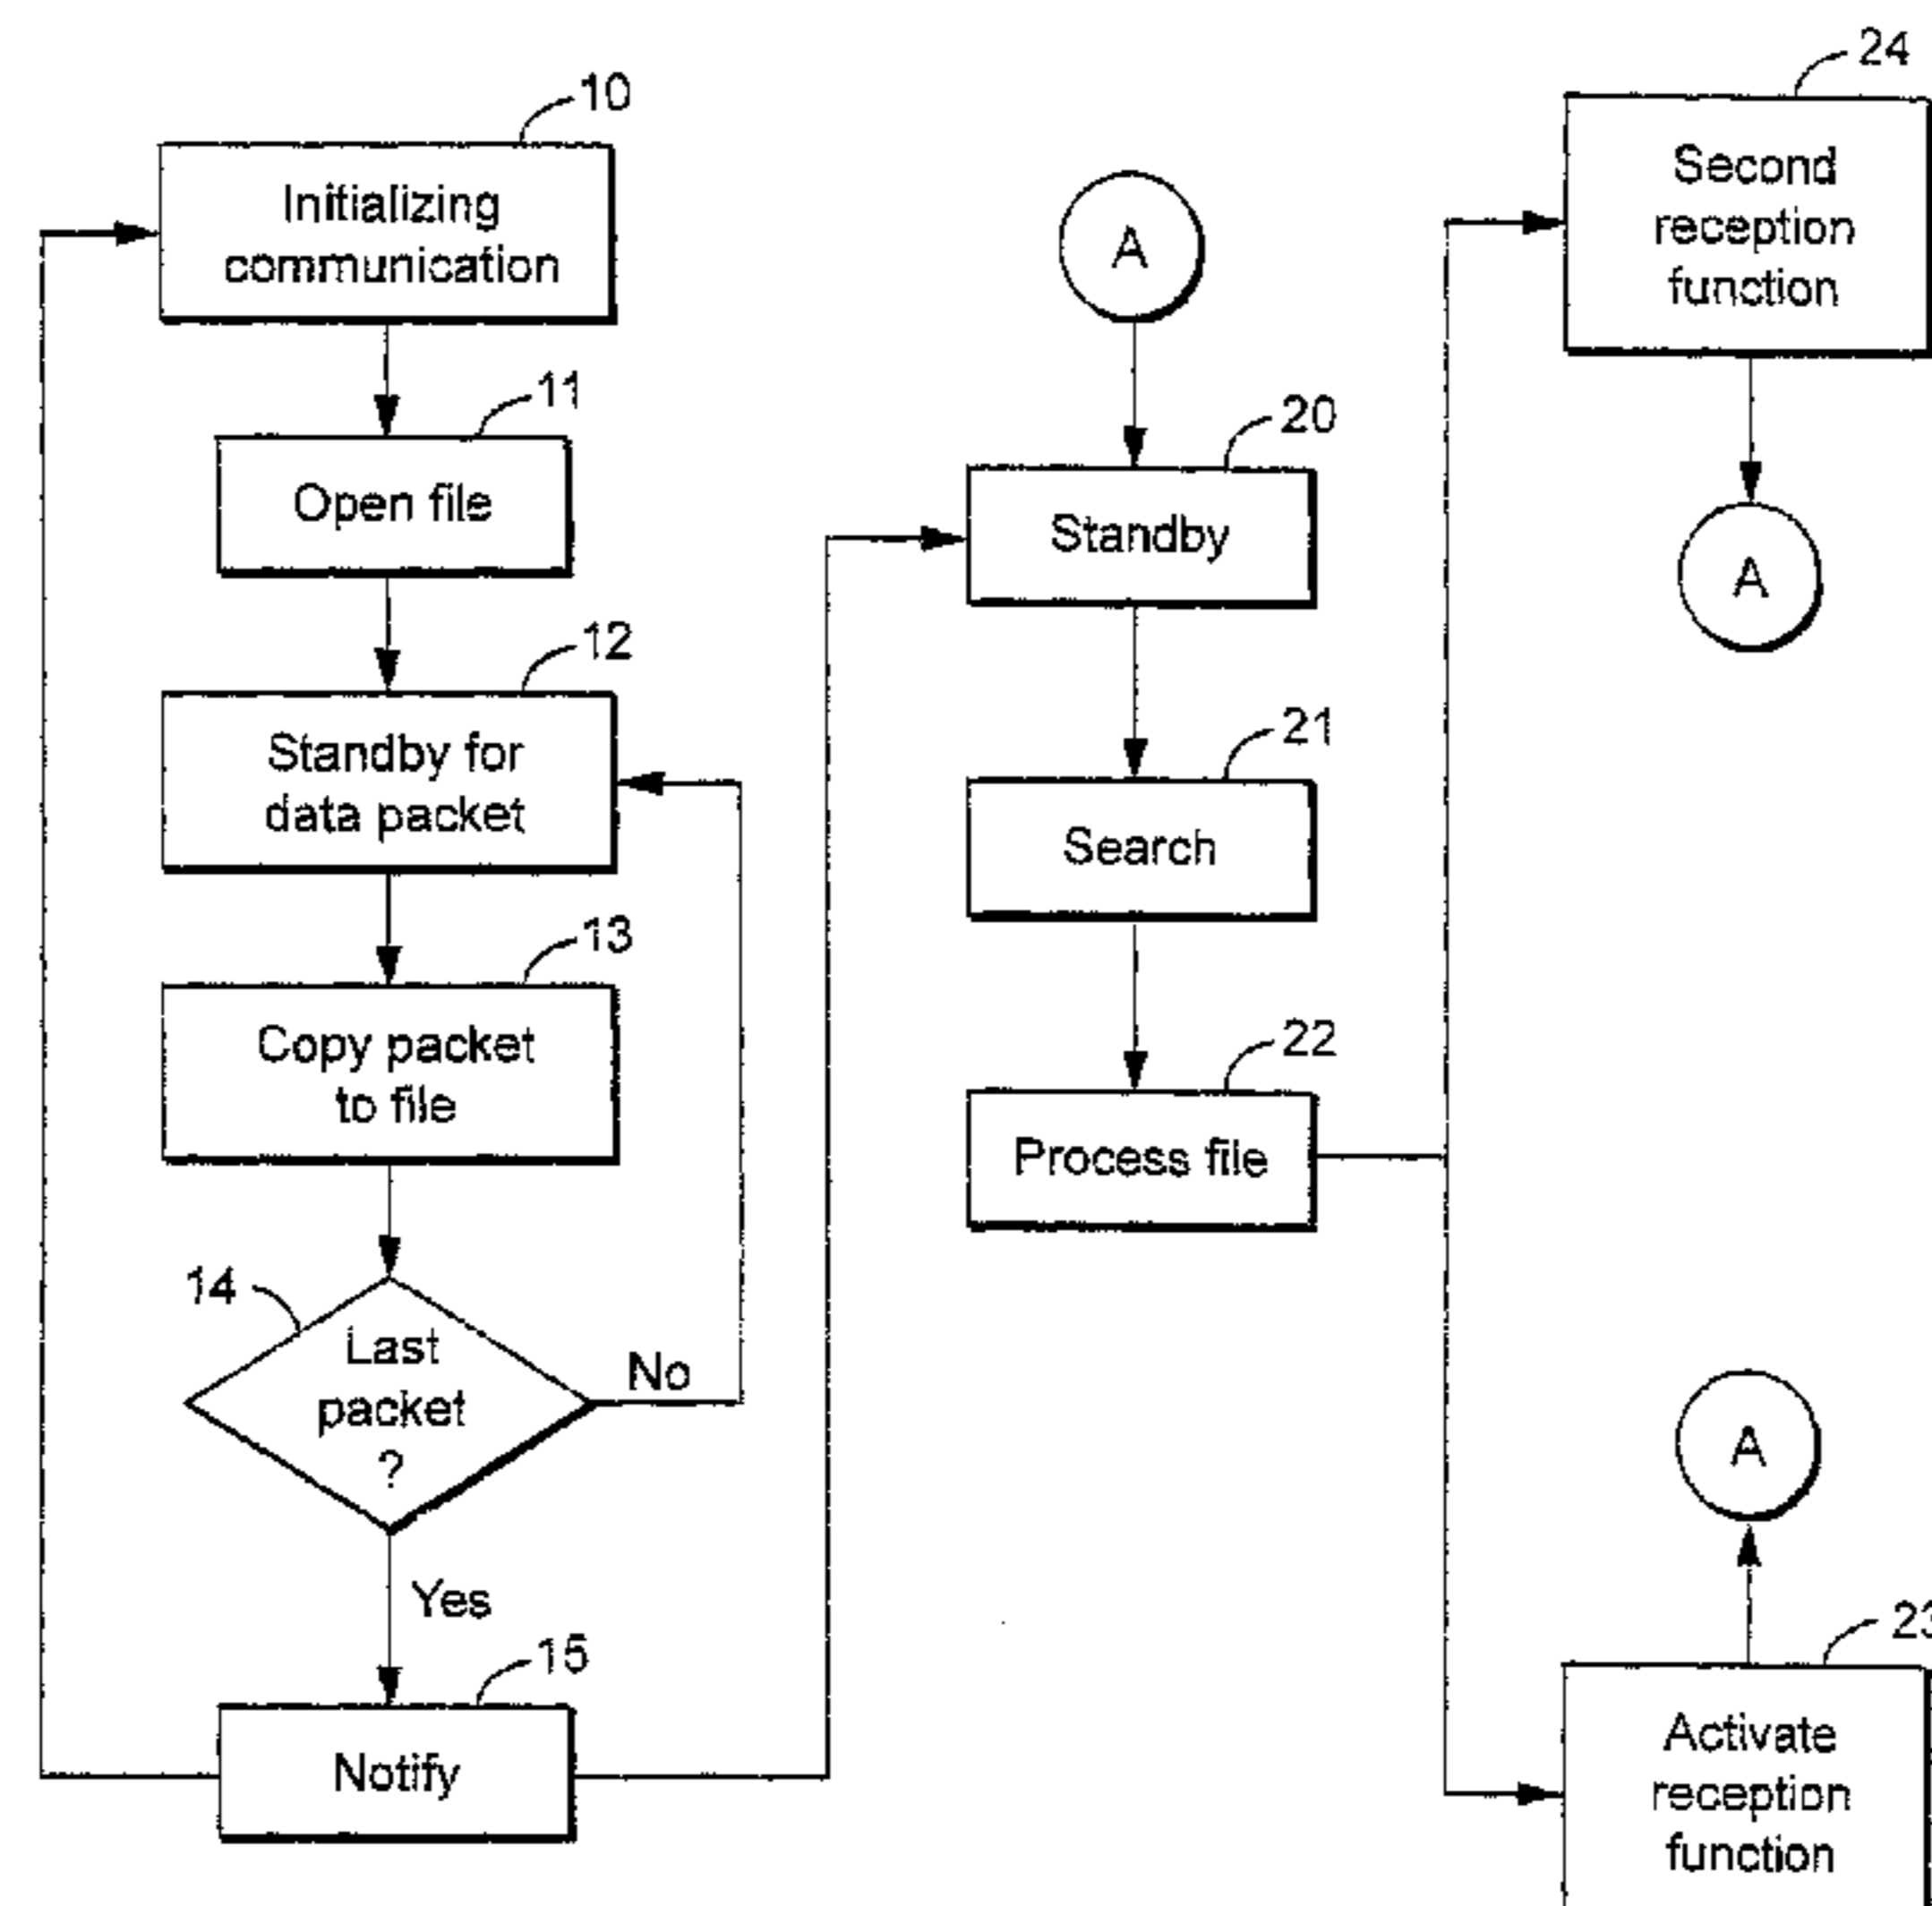 10
Initializing
communication
11
Open file
12
Standby for
data packet
13
Copy packet
to file
14
Last
packet
?
No
Yes
15
Notify
A
20
Standby
21
Search
22
Process file
24
Second
reception
function
A
A
23
Activate
reception
function